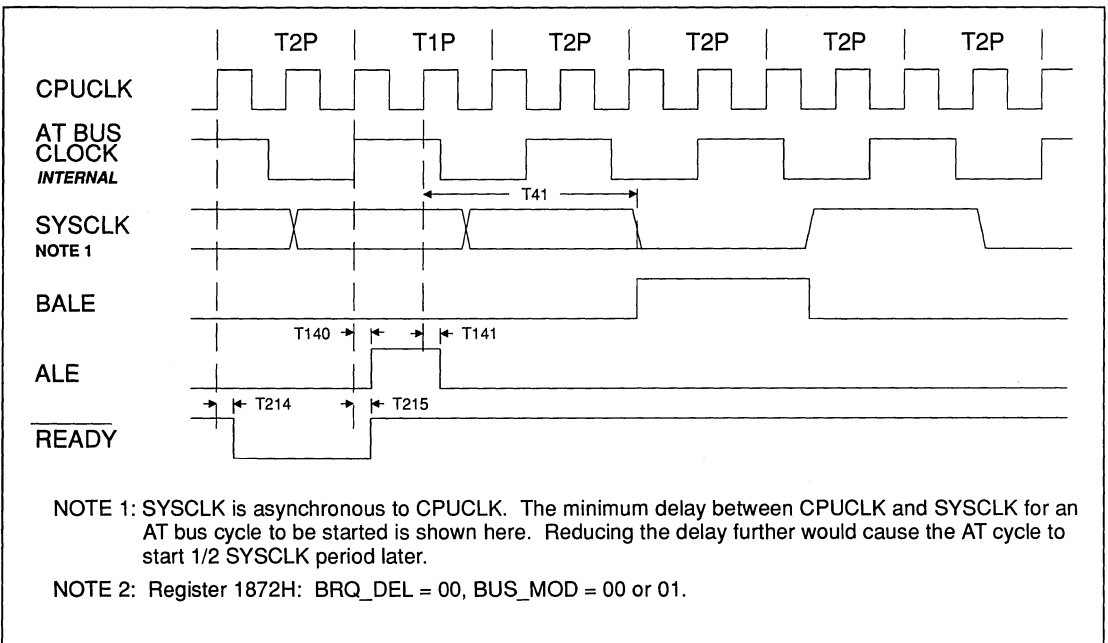 T2P T1P T2P T2P T2P T2P
CPUCLK
AT BUS
CLOCK
INTERNAL
T41
SYSCLK
NOTE 1
BALE
T140 T141
ALE
T214 T215
READY
NOTE 1: SYSCLK is asynchronous to CPUCLK. The minimum delay between CPUCLK and SYSCLK for an
AT bus cycle to be started is shown here. Reducing the delay further would cause the AT cycle to
start 1/2 SYSCLK period later.
NOTE 2: Register 1872H: BRQ_DEL = 00, BUS_MOD = 00 or 01.